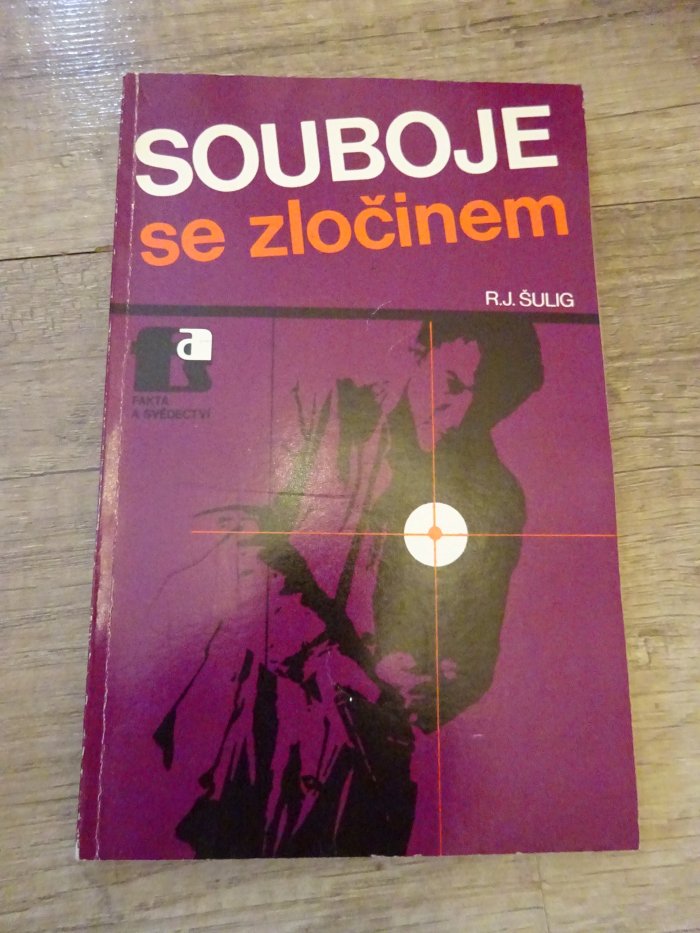 SOUBOJE
se zločinem
R.J. ŠULIG
FAKTA
A SVĚDECTVÍ